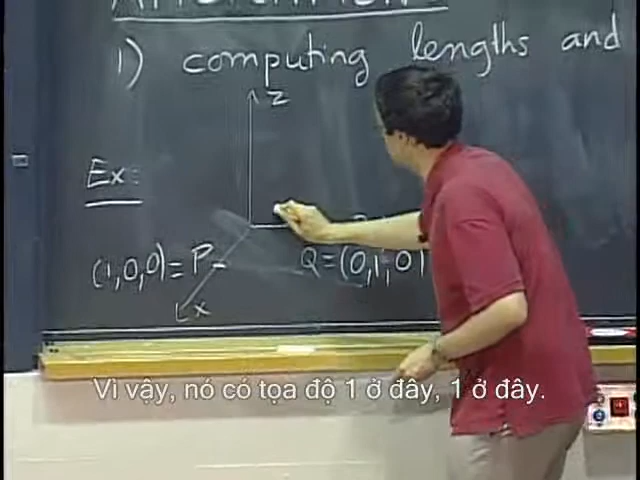 1) computing lengths and
z
Ex:
(1,0,0)=P
Q=(0,1,0)
x
Vì vậy, nó có tọa độ 1 ở đây, 1 ở đây.